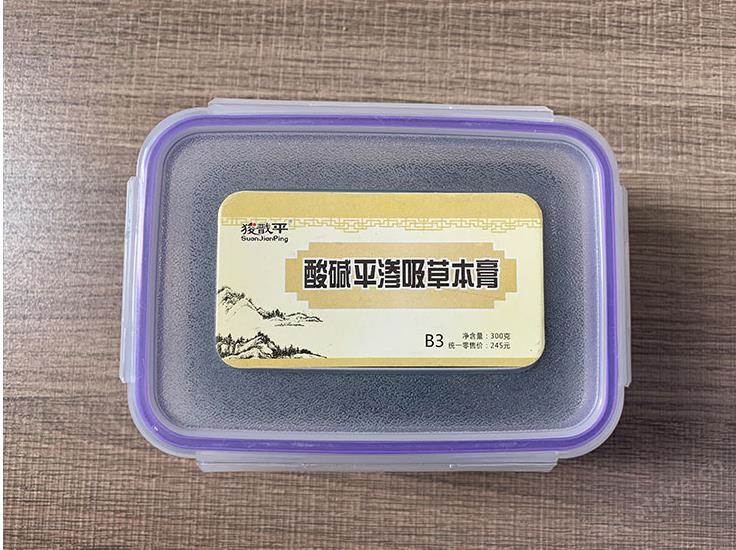 狻戬平
SuanJianPing
酸碱平渗吸草本膏
B3
净含量：300克
统一零售价：245元